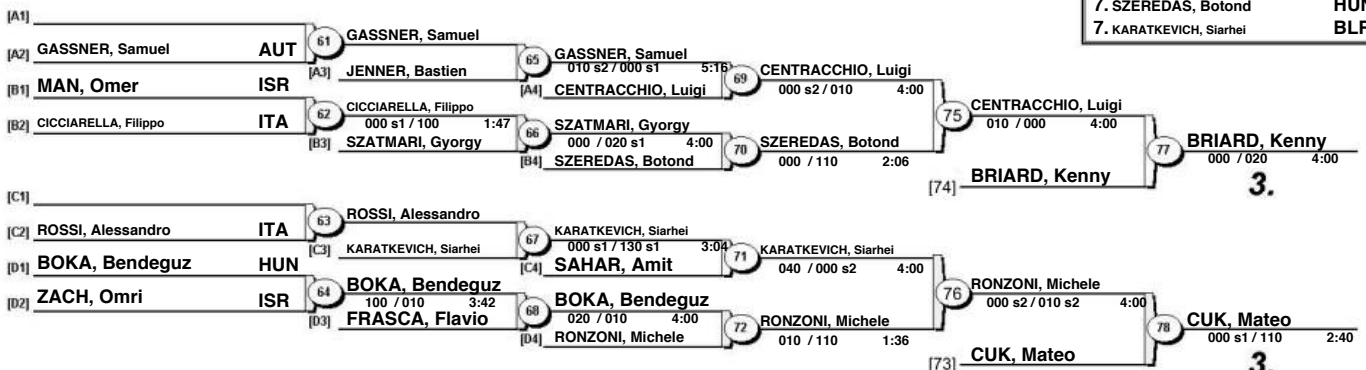 7. SZEREDAS, Botond HUN
7. KARATKEVICH, Siarhei BLR
[A1]
[A2] GASSNER, Samuel AUT
61 GASSNER, Samuel
[A3] JENNER, Bastien
[B1] MAN, Omer ISR
[B2] CICCIARELLA, Filippo ITA
62 CICCIARELLA, Filippo
000 s1 / 100 1:47
[B3] SZATMARI, Gyorgy
65 GASSNER, Samuel
010 s2 / 000 s1 5:16
[A4] CENTRACCHIO, Luigi
66 SZATMARI, Gyorgy
000 / 020 s1 4:00
[B4] SZEREDAS, Botond
69 CENTRACCHIO, Luigi
000 s2 / 010 4:00
70 SZEREDAS, Botond
000 / 110 2:06
75 CENTRACCHIO, Luigi
010 / 000 4:00
[74] BRIARD, Kenny
77 BRIARD, Kenny
000 / 020 4:00
3.
[C1]
[C2] ROSSI, Alessandro ITA
63 ROSSI, Alessandro
[C3] KARATKEVICH, Siarhei
[D1] BOKA, Bendeguz HUN
[D2] ZACH, Omri ISR
64 BOKA, Bendeguz
100 / 010 3:42
[D3] FRASCA, Flavio
67 KARATKEVICH, Siarhei
000 s1 / 130 s1 3:04
[C4] SAHAR, Amit
68 BOKA, Bendeguz
020 / 010 4:00
[D4] RONZONI, Michele
71 KARATKEVICH, Siarhei
040 / 000 s2 4:00
72 RONZONI, Michele
010 / 110 1:36
76 RONZONI, Michele
000 s2 / 010 s2 4:00
[73] CUK, Mateo
78 CUK, Mateo
000 s1 / 110 2:40
3.